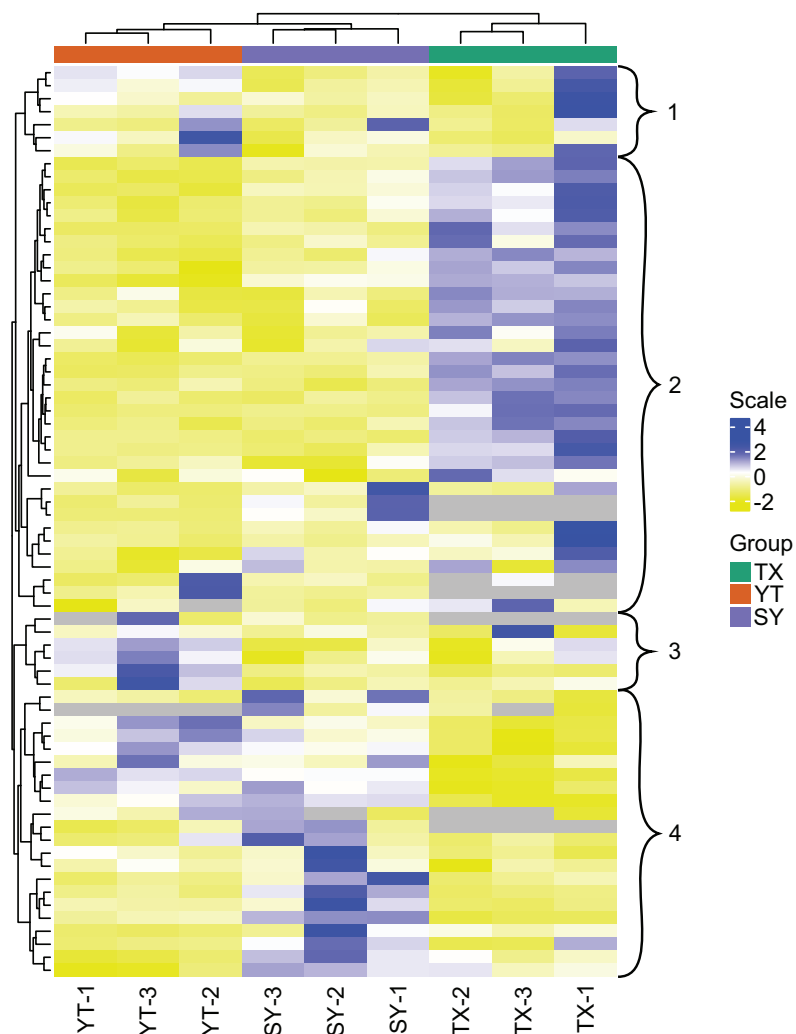 1
2
3
4
Scale
4
2
0
-2
Group
TX
YT
SY
YT-1
YT-3
YT-2
SY-3
SY-2
SY-1
TX-2
TX-3
TX-1